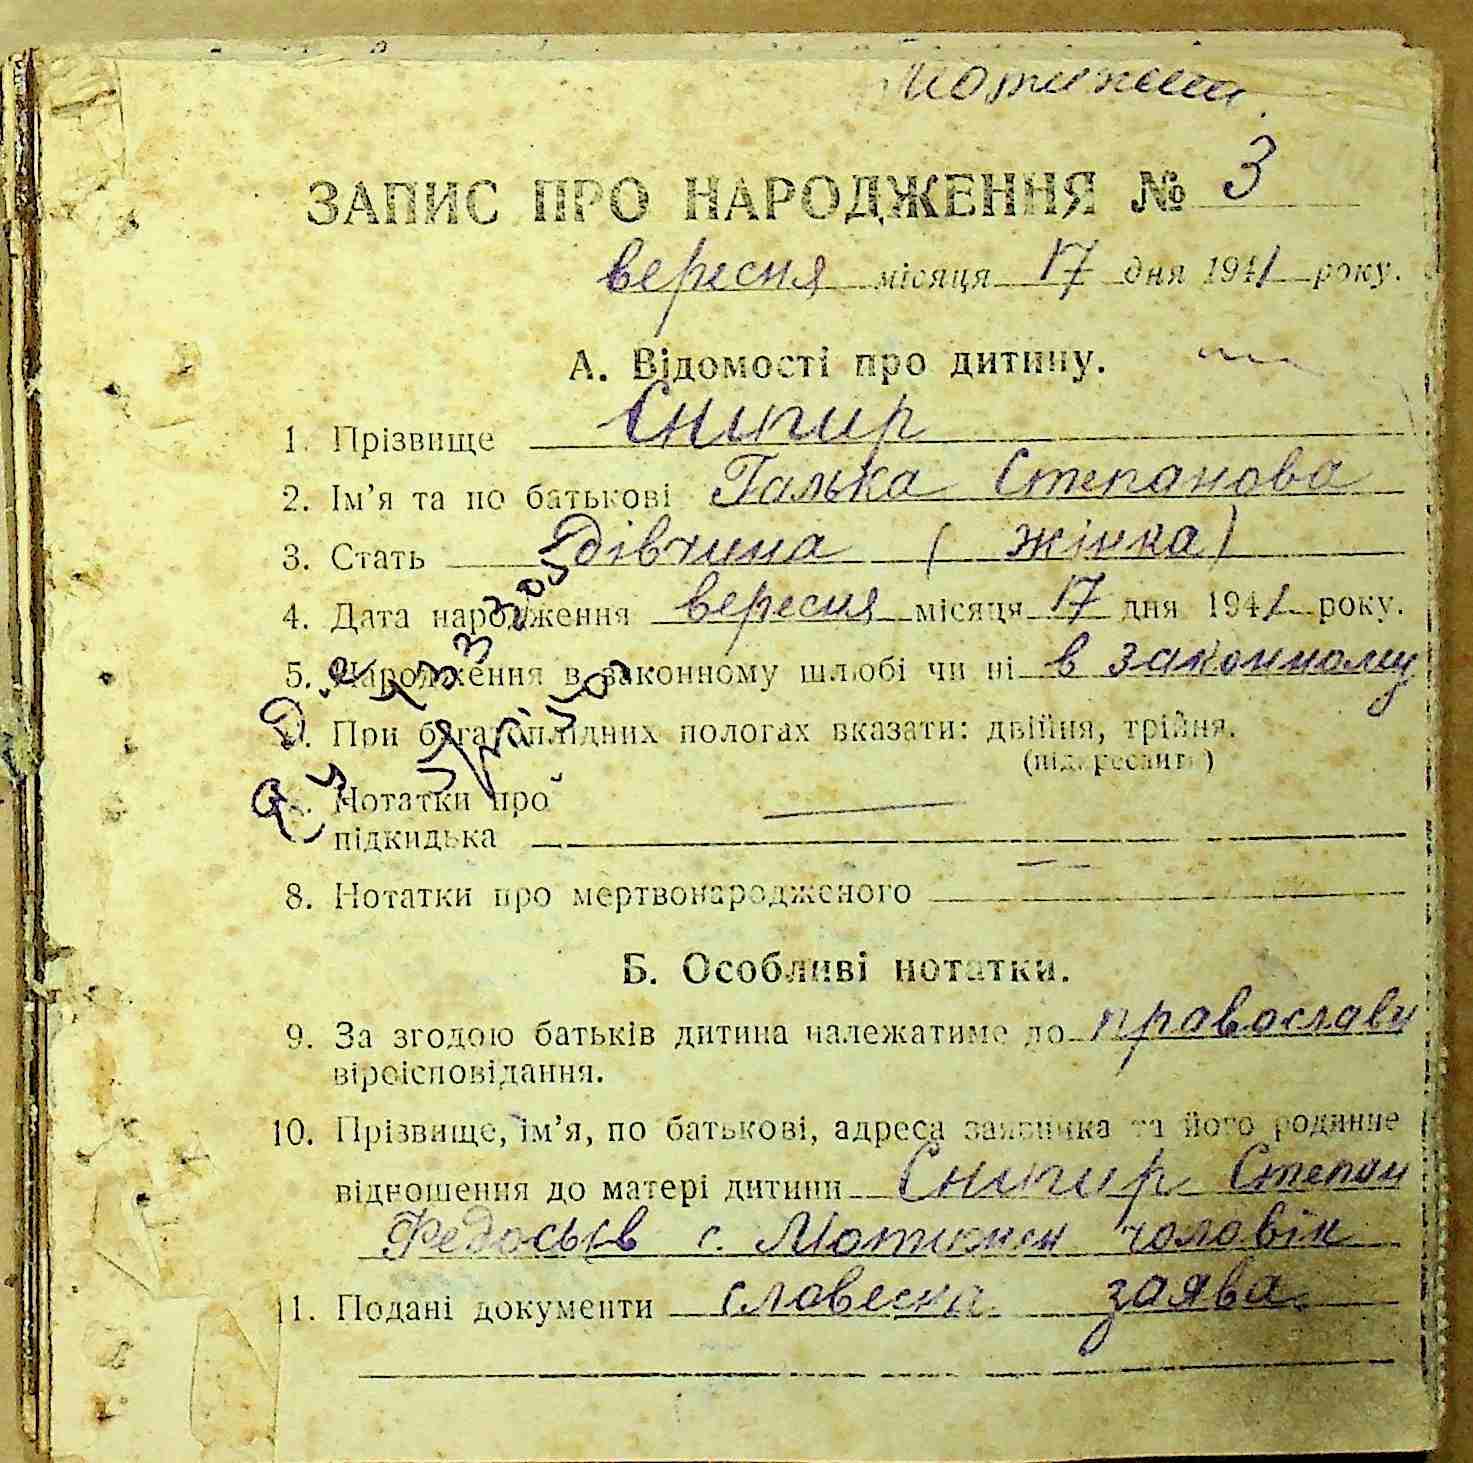 Мотижин
ЗАПИС ПРО НАРОДЖЕННЯ № 3
вересня місяця 17 дня 1941 року.
А. Відомості про дитину.
1. Прізвище Снигир
2. Ім’я та по батькові Галька Степанова
3. Стать Дівчина (жінка)
4. Дата народження вересня місяця 17 дня 1941 року.
5. Народження в законному шлюбі чи ні в законному
6. При багатоплідних пологах вказати: двійня, трійня.
(підкреслити)
7. Нотатки про
підкидька
8. Нотатки про мертвонародженого
Б. Особливі нотатки.
9. За згодою батьків дитина належатиме до православн
віроісповідання.
10. Прізвище, ім’я, по батькові, адреса заявника та його родинне
відношення до матері дитини Снигир Степан
Федосыв с. Мотижин чоловік
11. Подані документи словесна заява